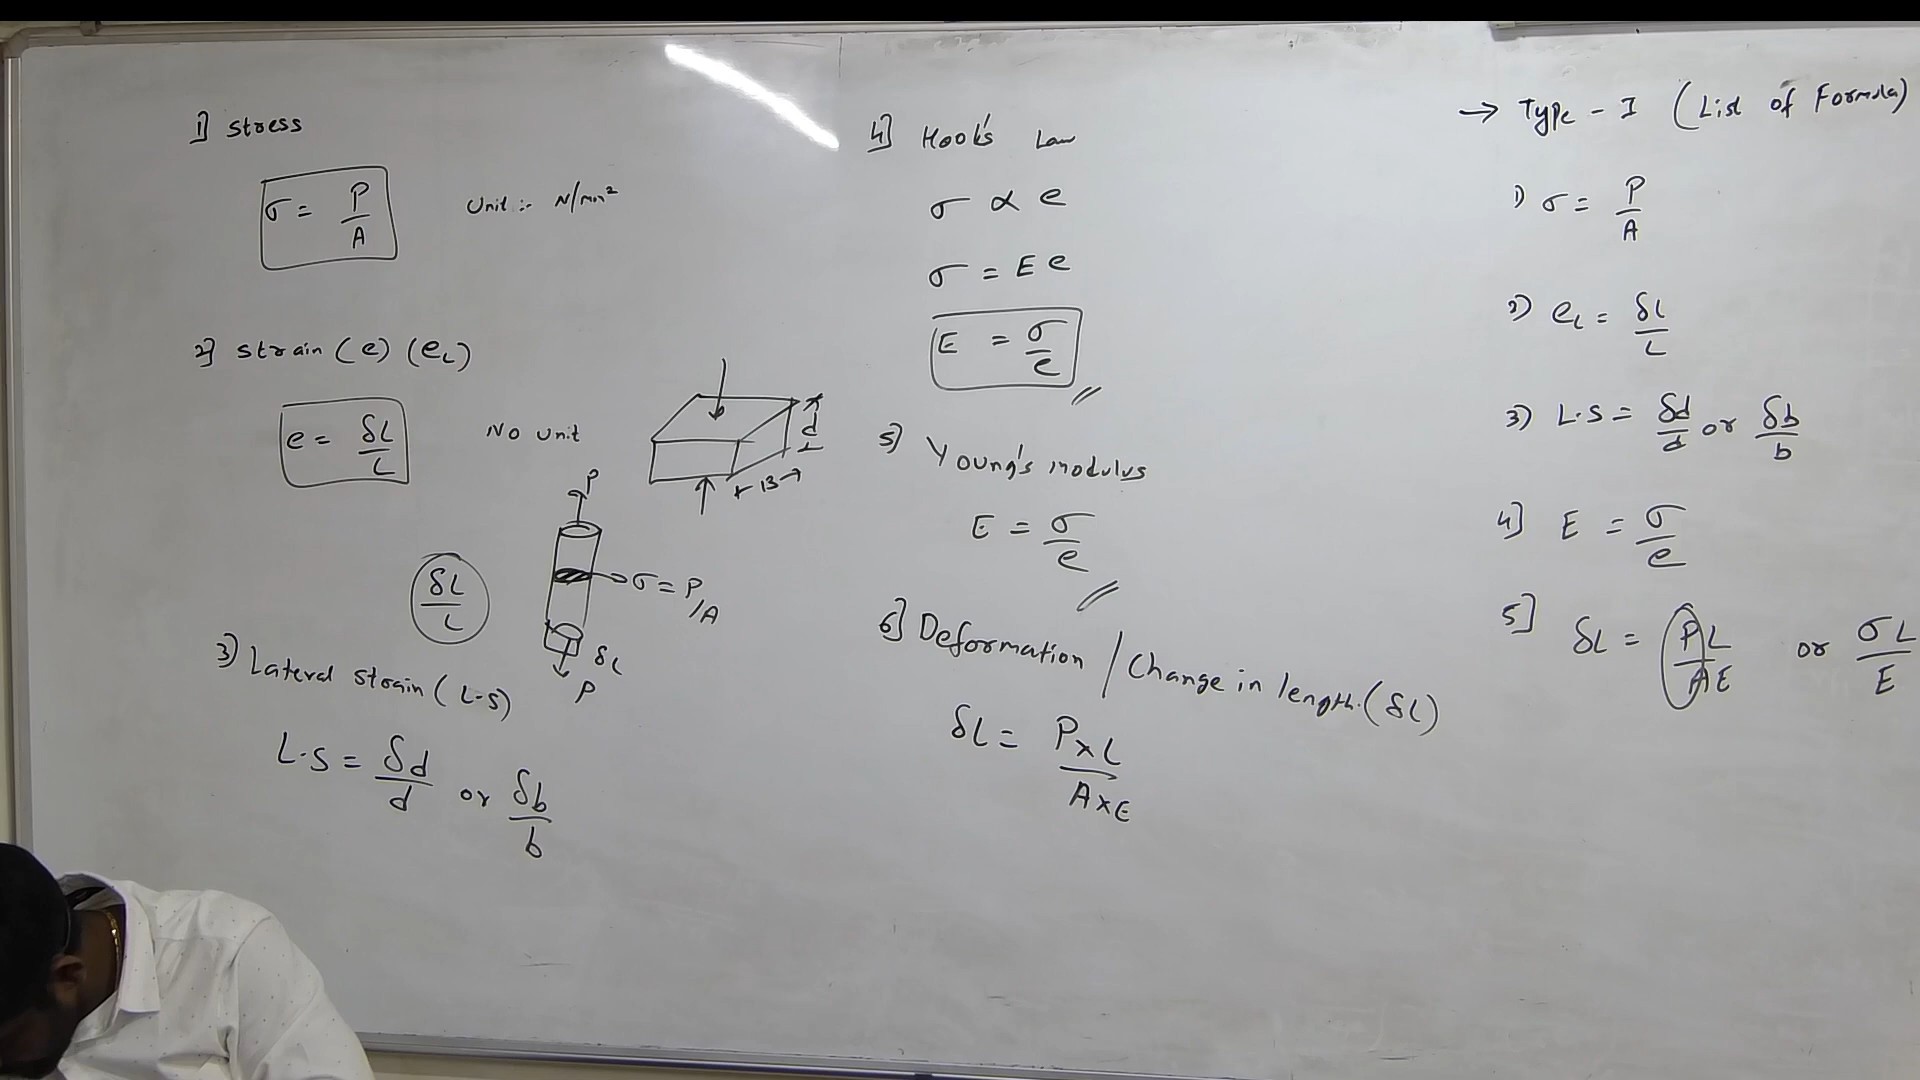 1] Stress
σ = P/A
Unit :- N/mm²
2] Strain (e) (eL)
e = δL/L
No Unit
d
B
P
δL/L
σ = P/A
δL
P
3) Lateral strain (L-S)
L.S = δd/d or δb/b
4] Hook's Law
σ ∝ e
σ = E e
E = σ/e
5) Young's modulus
E = σ/e
6] Deformation / Change in length. (δL)
δL = P×L/A×E
→ Type - I (List of Formula)
1) σ = P/A
2) eL = δL/L
3) L.S = δd/d or δb/b
4] E = σ/e
5] δL = PL/AE or σL/E